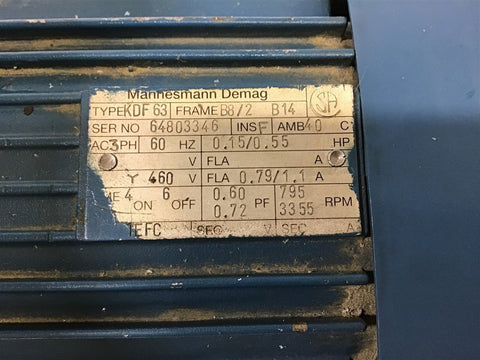 Mannesmann Demag
TYPE KDF 63 FRAME B8/2 B14 SA
SER NO 64803346 INS F AMB 40 C
AC 3 PH 60 HZ 0.15/0.55 HP
V FLA A
Y 460 V FLA 0.79/1.1 A
4 ON 6 OFF 0.60 0.72 PF 795 3355 RPM
TEFC SEC V SEC A